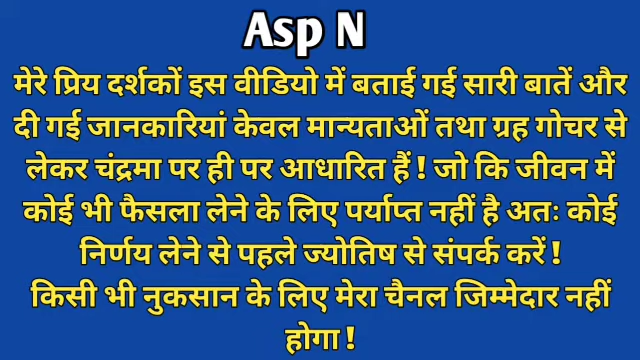 Asp N
मेरे प्रिय दर्शकों इस वीडियो में बताई गई सारी बातें और
दी गई जानकारियां केवल मान्यताओं तथा ग्रह गोचर से
लेकर चंद्रमा पर ही पर आधारित हैं ! जो कि जीवन में
कोई भी फैसला लेने के लिए पर्याप्त नहीं है अतः कोई
निर्णय लेने से पहले ज्योतिष से संपर्क करें !
किसी भी नुकसान के लिए मेरा चैनल जिम्मेदार नहीं
होगा !